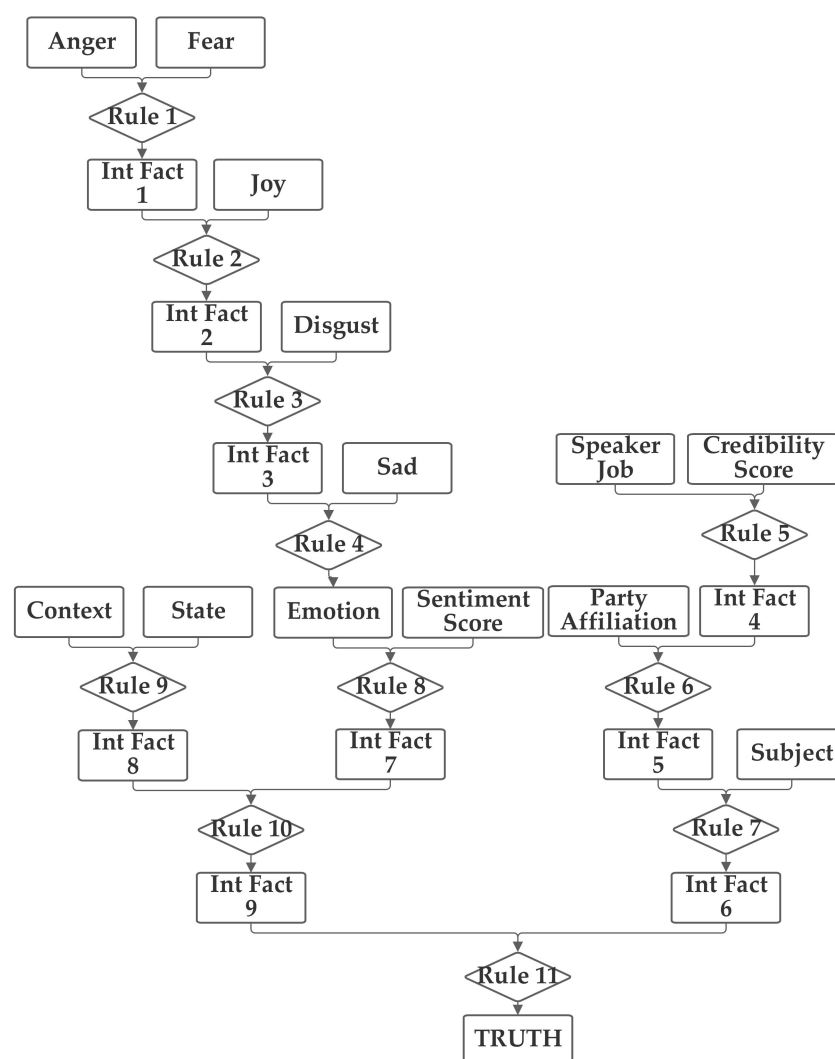 Anger
Fear
Rule 1
Int Fact
1
Joy
Rule 2
Int Fact
2
Disgust
Rule 3
Int Fact
3
Sad
Speaker
Job
Credibility
Score
Rule 4
Rule 5
Context
State
Emotion
Sentiment
Score
Party
Affiliation
Int Fact
4
Rule 9
Rule 8
Rule 6
Int Fact
8
Int Fact
7
Int Fact
5
Subject
Rule 10
Rule 7
Int Fact
9
Int Fact
6
Rule 11
TRUTH